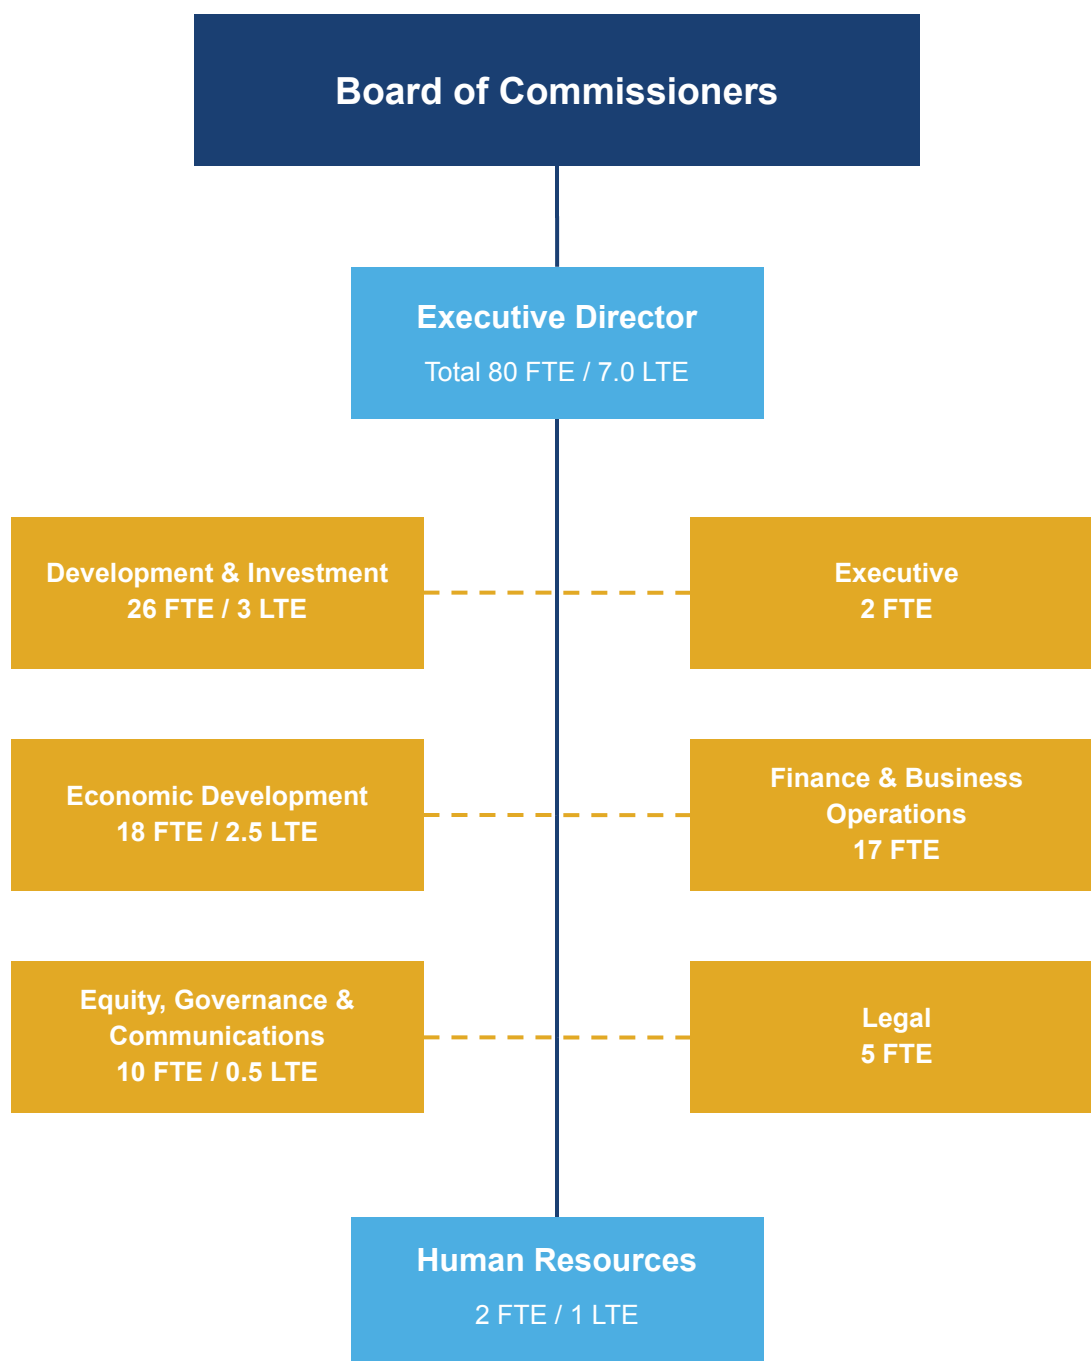 Board of Commissioners
Executive Director
Total 80 FTE / 7.0 LTE
Development & Investment
26 FTE / 3 LTE
Executive
2 FTE
Economic Development
18 FTE / 2.5 LTE
Finance & Business
Operations
17 FTE
Equity, Governance &
Communications
10 FTE / 0.5 LTE
Legal
5 FTE
Human Resources
2 FTE / 1 LTE